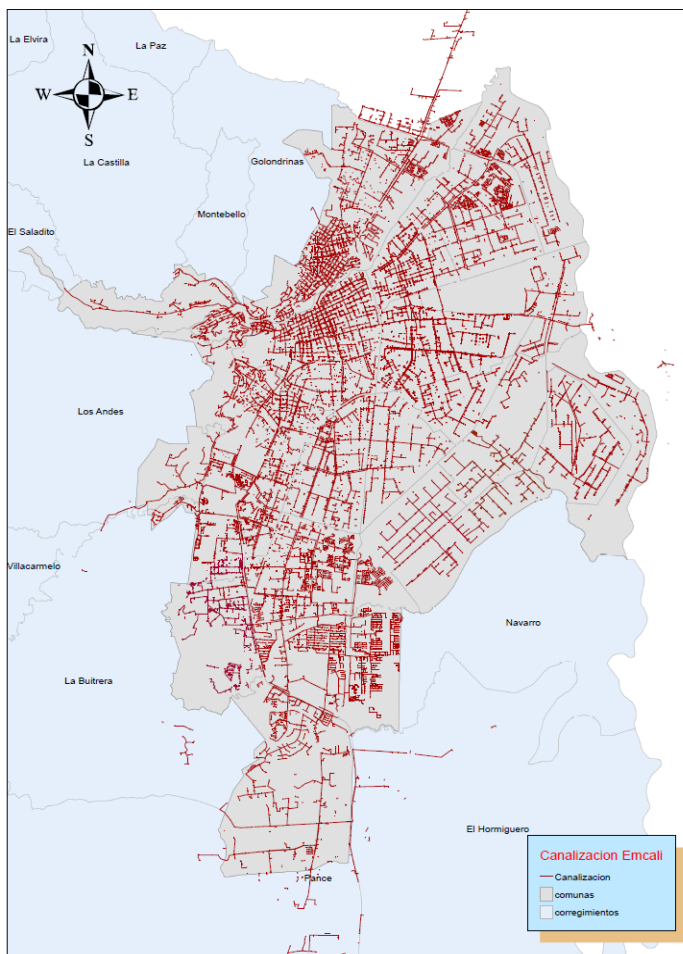 La Elvira
La Paz
N
W
E
S
La Castilla
Golondrinas
Montebello
El Saladito
Los Andes
Villacarmelo
Navarro
La Buitrera
El Hormiguero
Pance
Canalizacion Emcali
Canalizacion
comunas
corregimientos